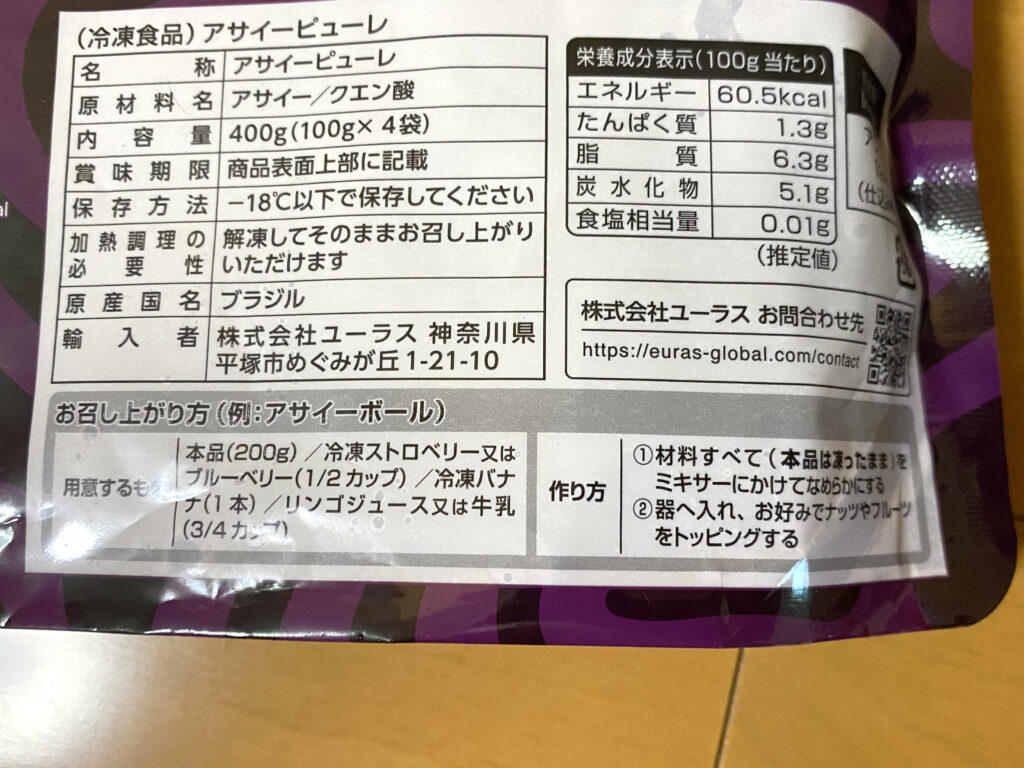 (冷凍食品) アサイーピューレ
名称 アサイーピューレ
原材料名 アサイー／クエン酸
内容量 400g(100g× 4袋)
賞味期限 商品表面上部に記載
保存方法 −18℃以下で保存してください
加熱調理の必要性 解凍してそのままお召し上がり
いただけます
原産国名 ブラジル
輸入者 株式会社ユーラス 神奈川県
平塚市めぐみが丘1-21-10
栄養成分表示(100g当たり)
エネルギー 60.5kcal
たんぱく質 1.3g
脂質 6.3g
炭水化物 5.1g
食塩相当量 0.01g
(推定値)
株式会社ユーラス お問合わせ先
https://euras-global.com/contact
お召し上がり方 (例：アサイーボール)
用意するもの
本品(200g) ／冷凍ストロベリー又は
ブルーベリー(1/2カップ) ／冷凍バナ
ナ(1本) ／リンゴジュース又は牛乳
(3/4カップ)
作り方
①材料すべて(本品は凍ったまま)を
ミキサーにかけてなめらかにする
②器へ入れ、お好みでナッツやフルーツ
をトッピングする